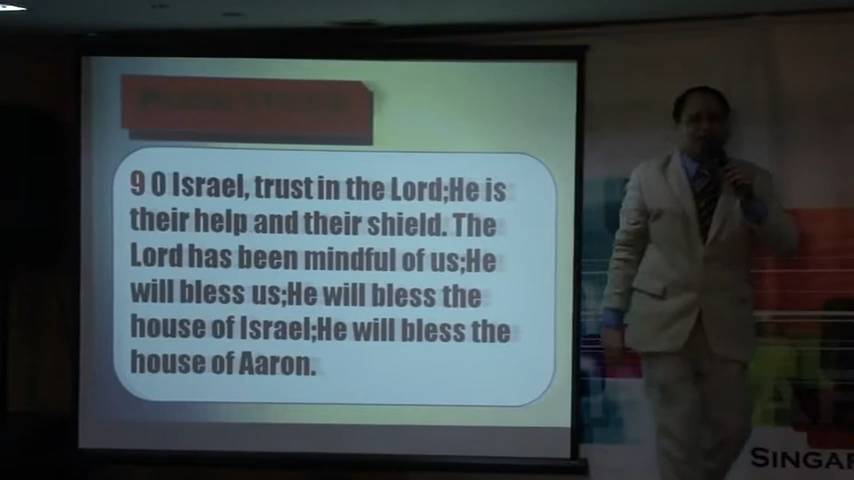 9 O Israel, trust in the Lord;He is
their help and their shield. The
Lord has been mindful of us;He
will bless us;He will bless the
house of Israel;He will bless the
house of Aaron.
SINGAP